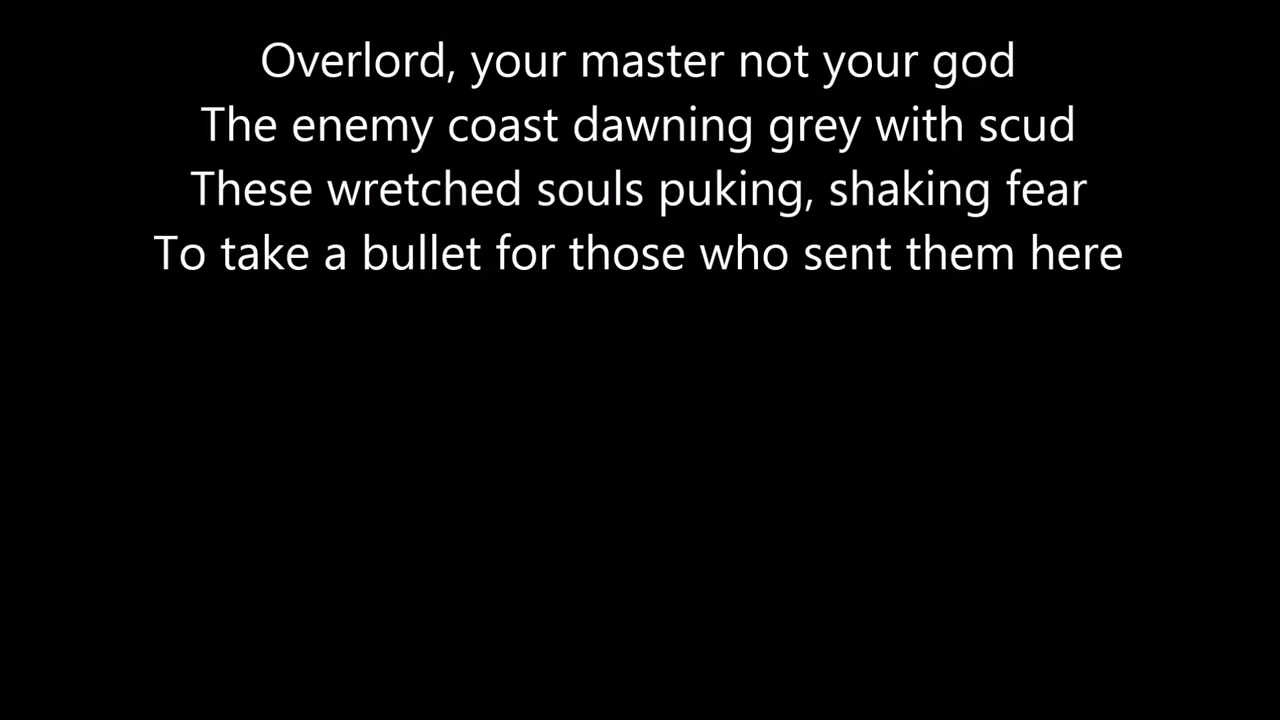 Overlord, your master not your god
The enemy coast dawning grey with scud
These wretched souls puking, shaking fear
To take a bullet for those who sent them here